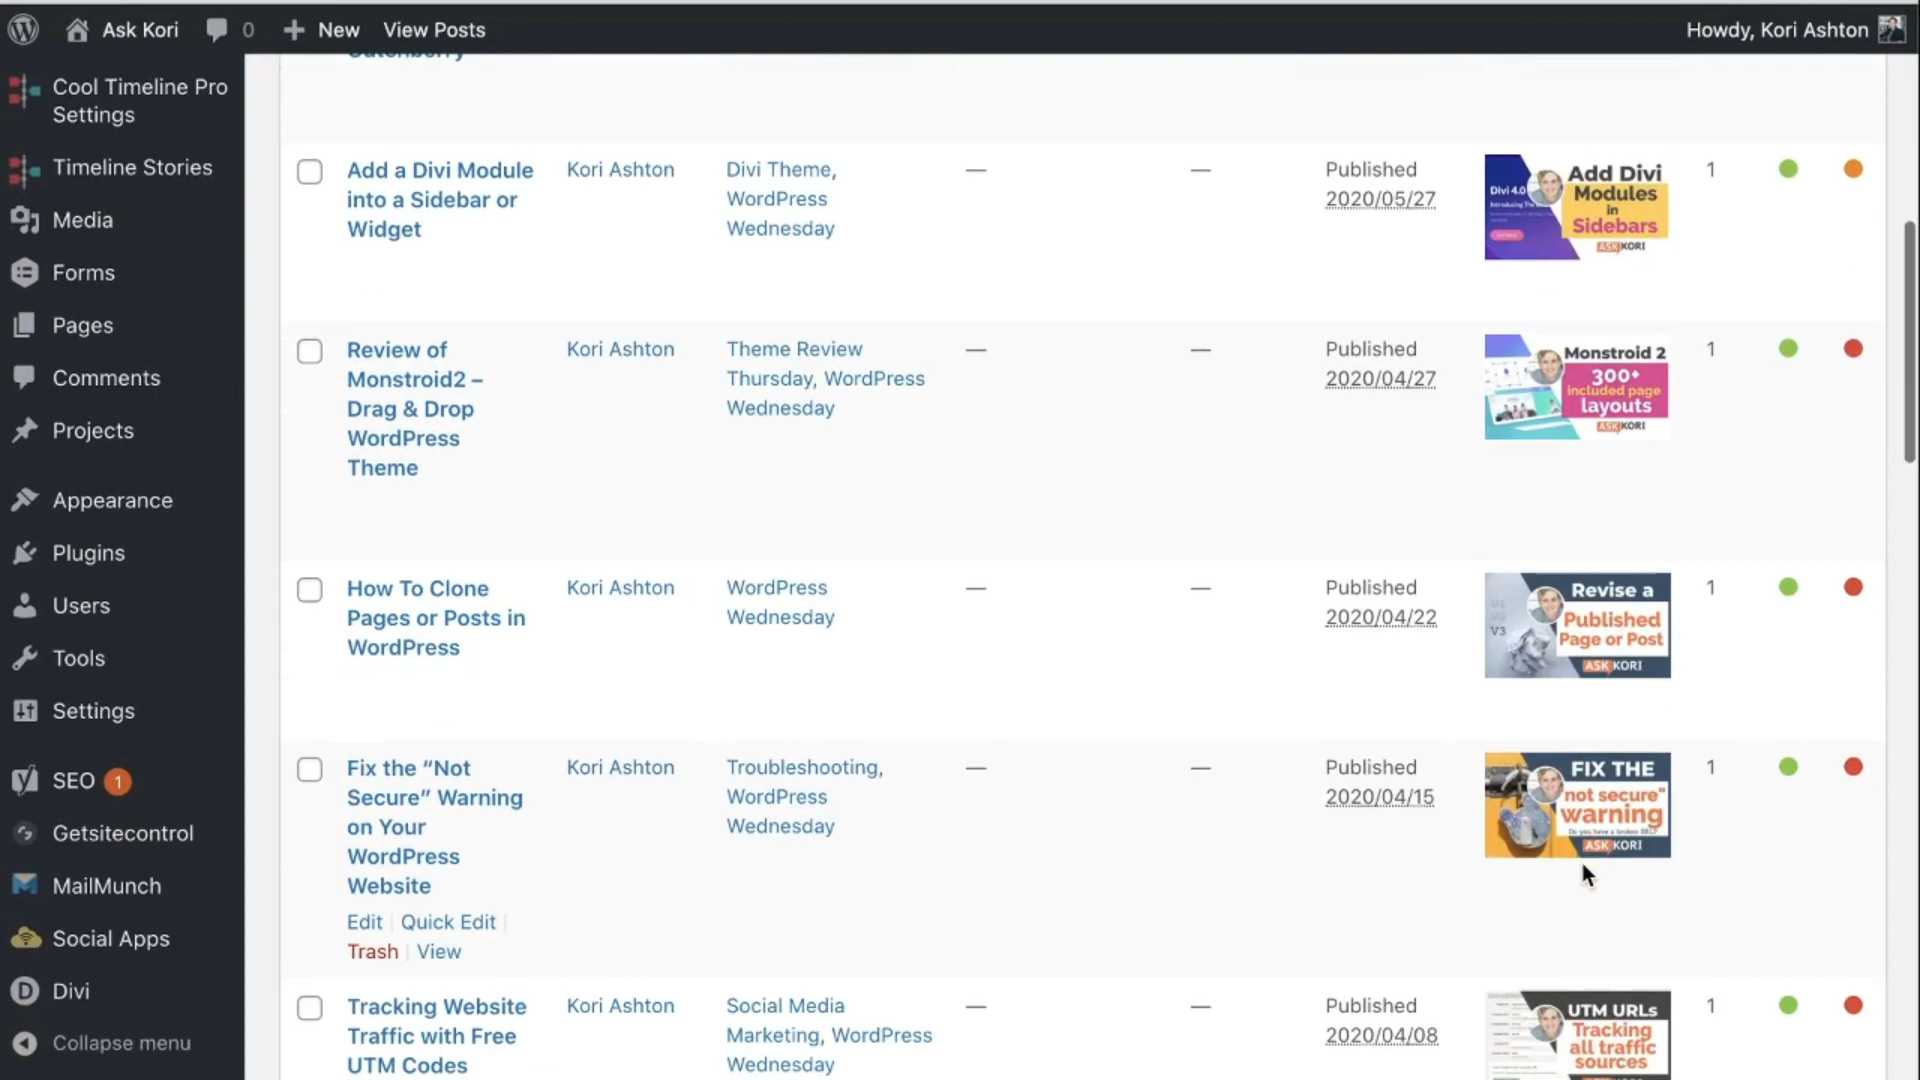 Ask Kori
0
New
View Posts
Howdy, Kori Ashton
Cool Timeline Pro
Settings
Timeline Stories
Media
Forms
Pages
Comments
Projects
Appearance
Plugins
Users
Tools
Settings
SEO 1
Getsitecontrol
MailMunch
Social Apps
Divi
Collapse menu
Gutenberg
Add a Divi Module
into a Sidebar or
Widget
Kori Ashton
Divi Theme,
WordPress
Wednesday
—
—
Published
2020/05/27
Divi 4.0
Add Divi
Modules
in
Sidebars
ASK KORI
1
Review of
Monstroid2 –
Drag & Drop
WordPress
Theme
Kori Ashton
Theme Review
Thursday, WordPress
Wednesday
—
—
Published
2020/04/27
Monstroid 2
300+
included page
layouts
ASK KORI
1
How To Clone
Pages or Posts in
WordPress
Kori Ashton
WordPress
Wednesday
—
—
Published
2020/04/22
V1
V2
V3
Revise a
Published
Page or Post
ASK KORI
1
Fix the “Not
Secure” Warning
on Your
WordPress
Website
Edit | Quick Edit |
Trash | View
Kori Ashton
Troubleshooting,
WordPress
Wednesday
—
—
Published
2020/04/15
FIX THE
"not secure"
warning
Do you have a broken SSL?
ASK KORI
1
Tracking Website
Traffic with Free
UTM Codes
Kori Ashton
Social Media
Marketing, WordPress
Wednesday
—
—
Published
2020/04/08
UTM URLs
Tracking
all traffic
sources
1